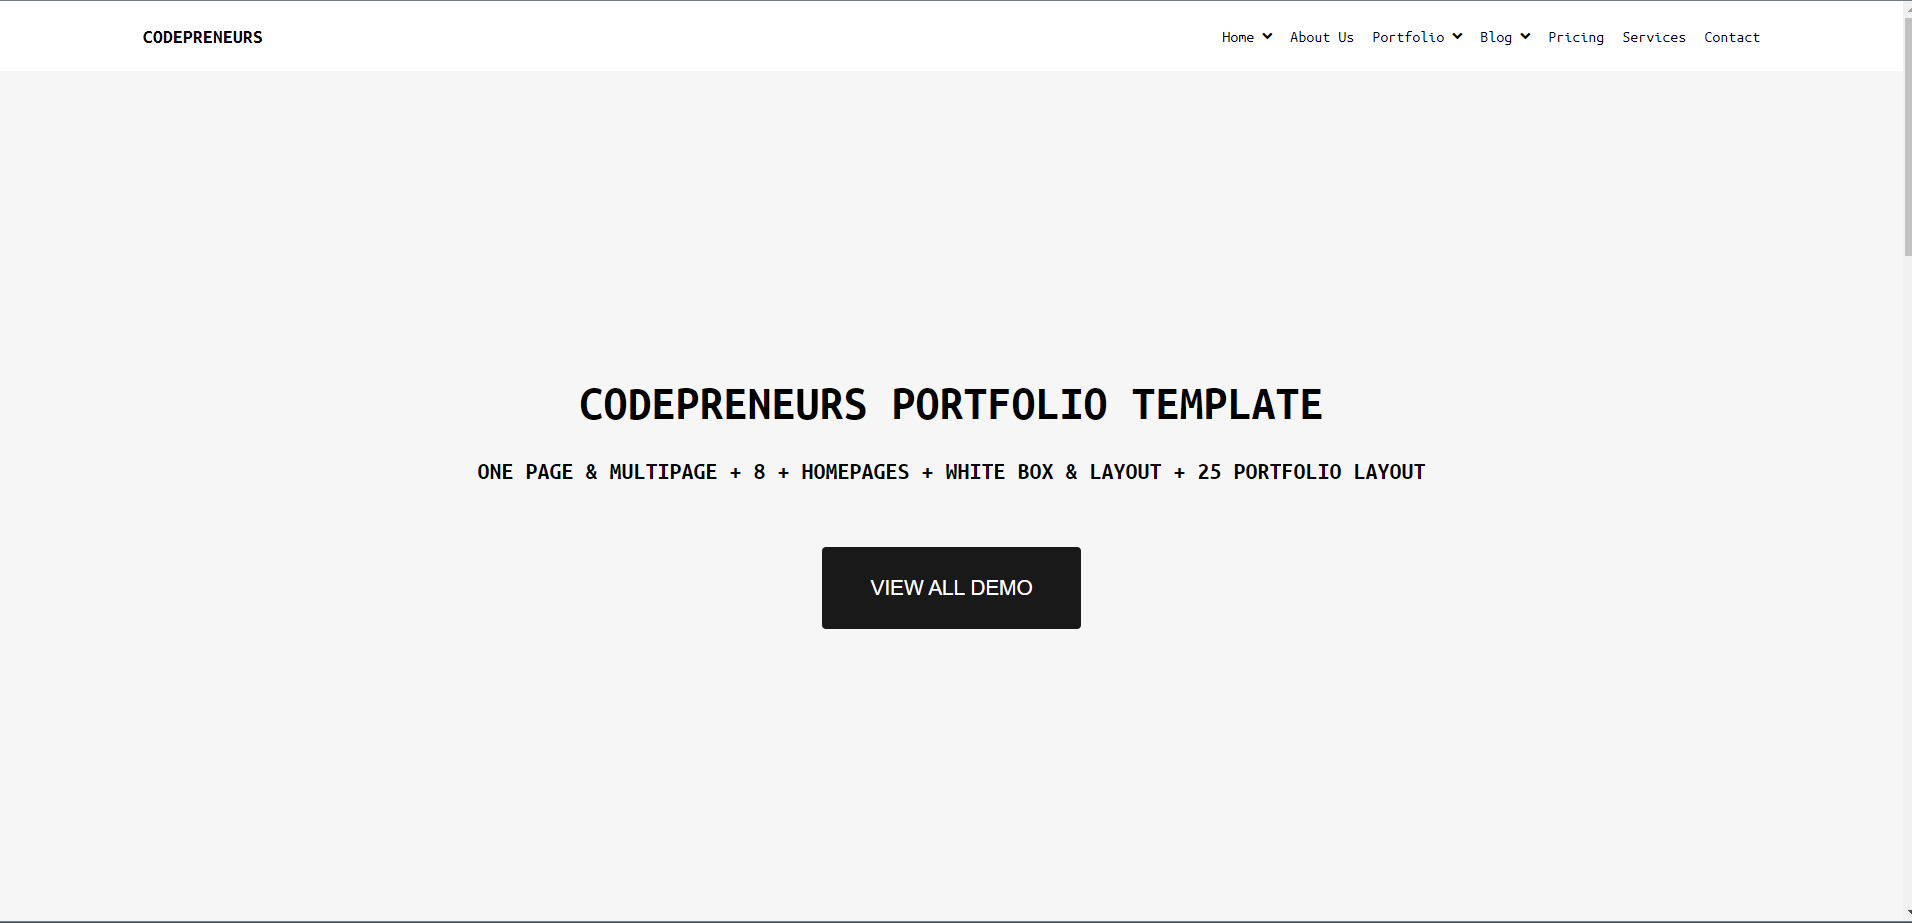 CODEPRENEURS
Home About Us Portfolio Blog Pricing Services Contact
CODEPRENEURS PORTFOLIO TEMPLATE
ONE PAGE & MULTIPAGE + 8 + HOMEPAGES + WHITE BOX & LAYOUT + 25 PORTFOLIO LAYOUT
VIEW ALL DEMO